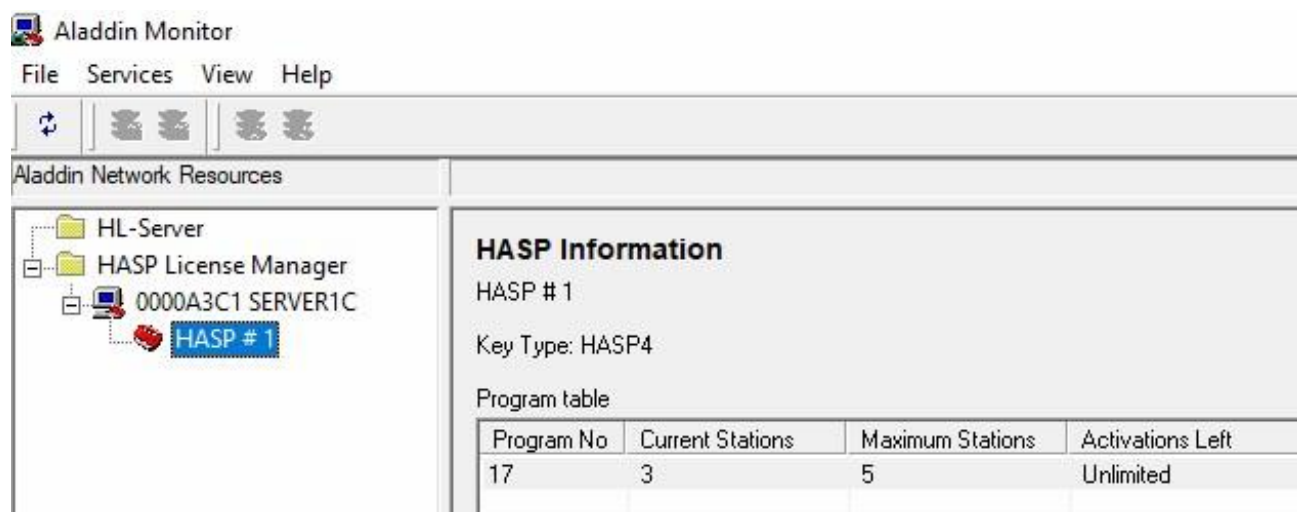 Aladdin Monitor
File Services View Help
Aladdin Network Resources
HL-Server
HASP License Manager
0000A3C1 SERVER1C
HASP # 1
HASP Information
HASP # 1
Key Type: HASP4
Program table
Program No Current Stations Maximum Stations Activations Left
17 3 5 Unlimited